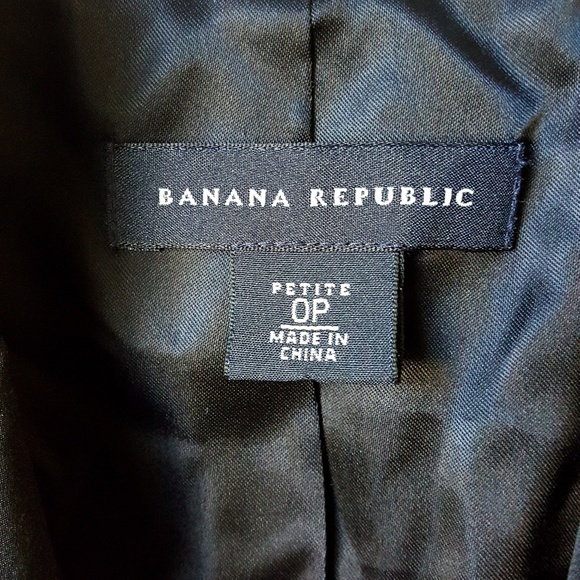 BANANA REPUBLIC
PETITE
0P
MADE IN
CHINA